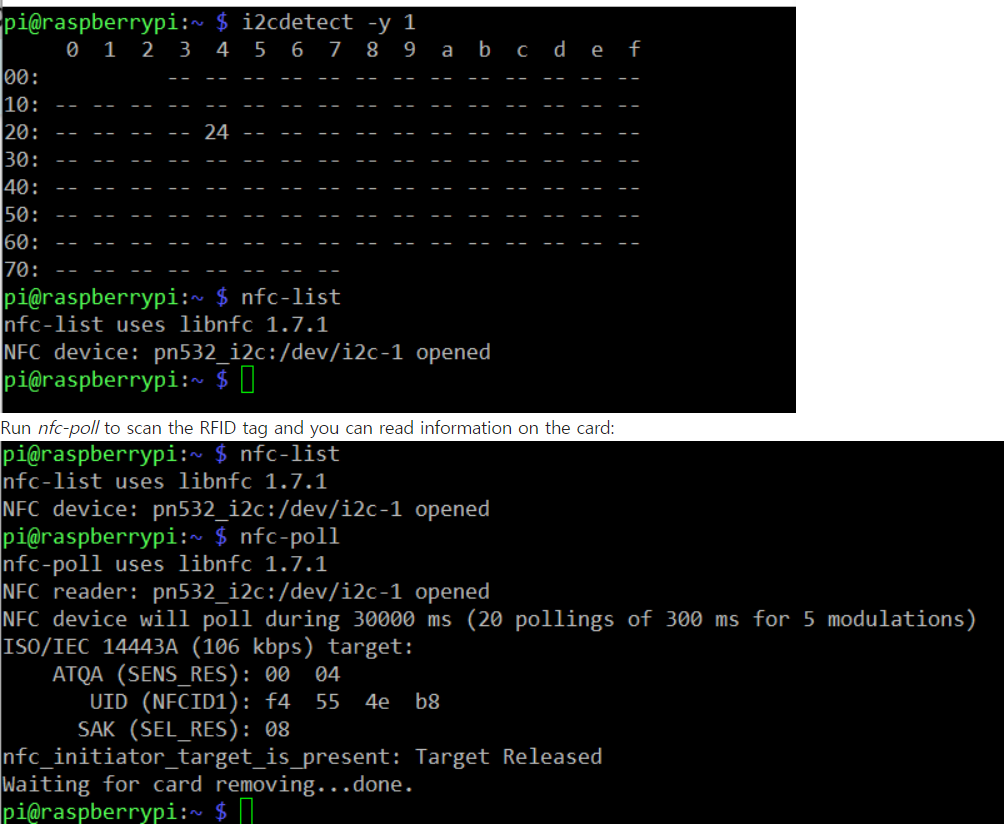 pi@raspberrypi:~ $ i2cdetect -y 1
     0  1  2  3  4  5  6  7  8  9  a  b  c  d  e  f
00:          -- -- -- -- -- -- -- -- -- -- -- -- --
10: -- -- -- -- -- -- -- -- -- -- -- -- -- -- -- --
20: -- -- -- -- 24 -- -- -- -- -- -- -- -- -- -- --
30: -- -- -- -- -- -- -- -- -- -- -- -- -- -- -- --
40: -- -- -- -- -- -- -- -- -- -- -- -- -- -- -- --
50: -- -- -- -- -- -- -- -- -- -- -- -- -- -- -- --
60: -- -- -- -- -- -- -- -- -- -- -- -- -- -- -- --
70: -- -- -- -- -- -- -- --
pi@raspberrypi:~ $ nfc-list
nfc-list uses libnfc 1.7.1
NFC device: pn532_i2c:/dev/i2c-1 opened
pi@raspberrypi:~ $
Run nfc-poll to scan the RFID tag and you can read information on the card:
pi@raspberrypi:~ $ nfc-list
nfc-list uses libnfc 1.7.1
NFC device: pn532_i2c:/dev/i2c-1 opened
pi@raspberrypi:~ $ nfc-poll
nfc-poll uses libnfc 1.7.1
NFC reader: pn532_i2c:/dev/i2c-1 opened
NFC device will poll during 30000 ms (20 pollings of 300 ms for 5 modulations)
ISO/IEC 14443A (106 kbps) target:
    ATQA (SENS_RES): 00  04
       UID (NFCID1): f4  55  4e  b8
      SAK (SEL_RES): 08
nfc_initiator_target_is_present: Target Released
Waiting for card removing...done.
pi@raspberrypi:~ $